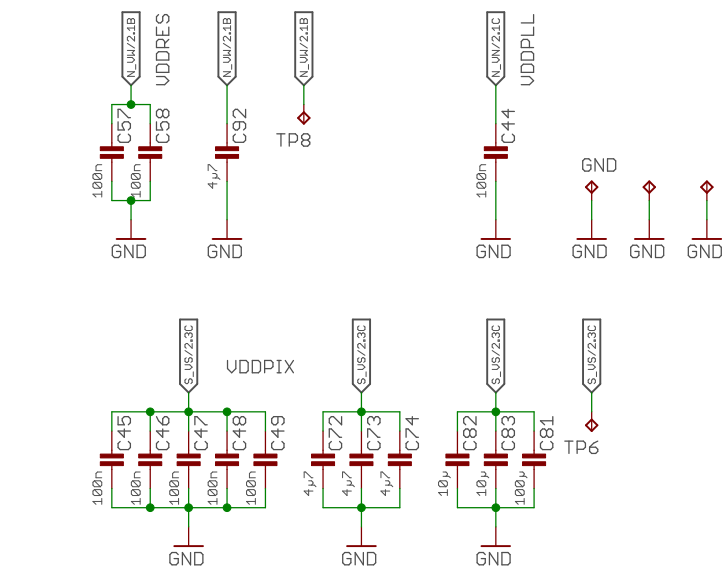 N_VW/2.1B
VDDRES
N_VW/2.1B
N_VW/2.1B
N_VN/2.1C
VDDPLL
C57
100n
C58
100n
C92
4µ7
TP8
C44
100n
GND
GND
GND
GND
GND
GND
GND
S_VS/2.3C
VDDPIX
S_VS/2.3C
S_VS/2.3C
S_VS/2.3C
C45
100n
C46
100n
C47
100n
C48
100n
C49
100n
C72
4µ7
C73
4µ7
C74
4µ7
C82
10µ
C83
10µ
C81
100µ
TP6
GND
GND
GND